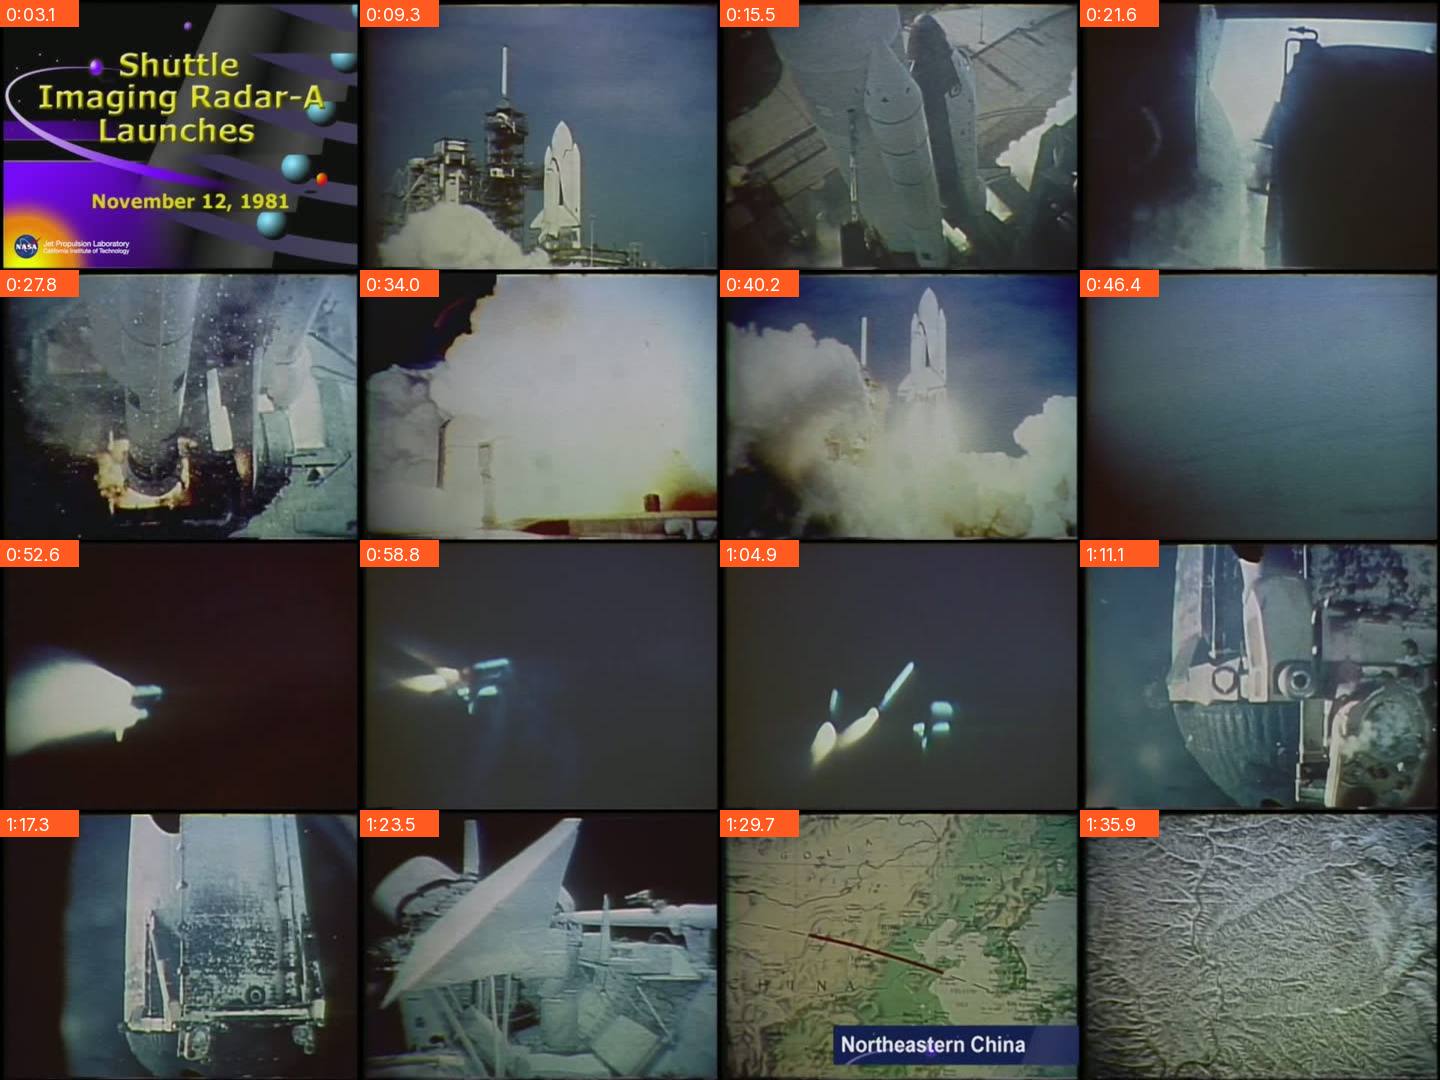 0:03.1
Shuttle
Imaging Radar-A
Launches
November 12, 1981
NASA
Jet Propulsion Laboratory
California Institute of Technology
0:09.3
0:15.5
0:21.6
0:27.8
0:34.0
0:40.2
0:46.4
0:52.6
0:58.8
1:04.9
1:11.1
1:17.3
1:23.5
1:29.7
GOLIA
CHINA
Northeastern China
1:35.9